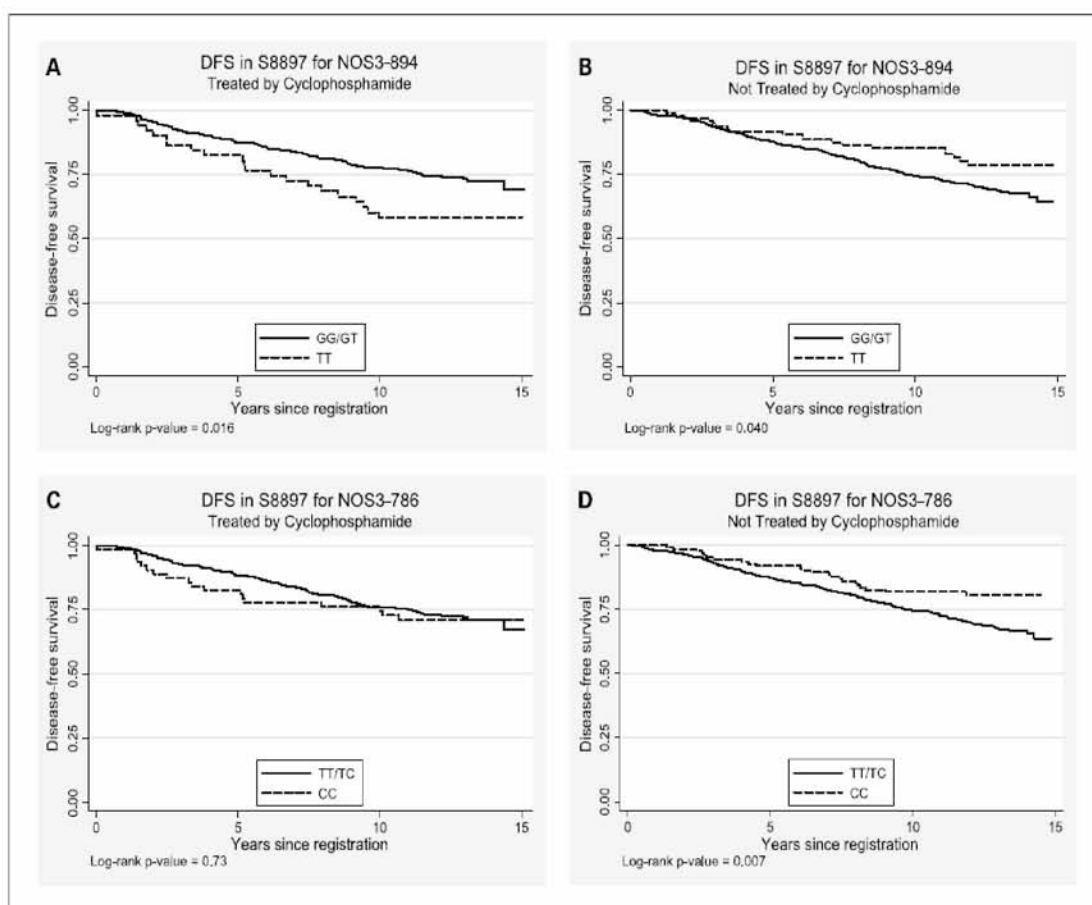 A
DFS in S8897 for NOS3-894
Treated by Cyclophosphamide
Disease-free survival
1.00
0.75
0.50
0.25
0.00
GG/GT
TT
0 5 10 15
Years since registration
Log-rank p-value = 0.016
B
DFS in S8897 for NOS3-894
Not Treated by Cyclophosphamide
Disease-free survival
1.00
0.75
0.50
0.25
0.00
GG/GT
TT
0 5 10 15
Years since registration
Log-rank p-value = 0.040
C
DFS in S8897 for NOS3-786
Treated by Cyclophosphamide
Disease-free survival
1.00
0.75
0.50
0.25
0.00
TT/TC
CC
0 5 10 15
Years since registration
Log-rank p-value = 0.73
D
DFS in S8897 for NOS3-786
Not Treated by Cyclophosphamide
Disease-free survival
1.00
0.75
0.50
0.25
0.00
TT/TC
CC
0 5 10 15
Years since registration
Log-rank p-value = 0.007